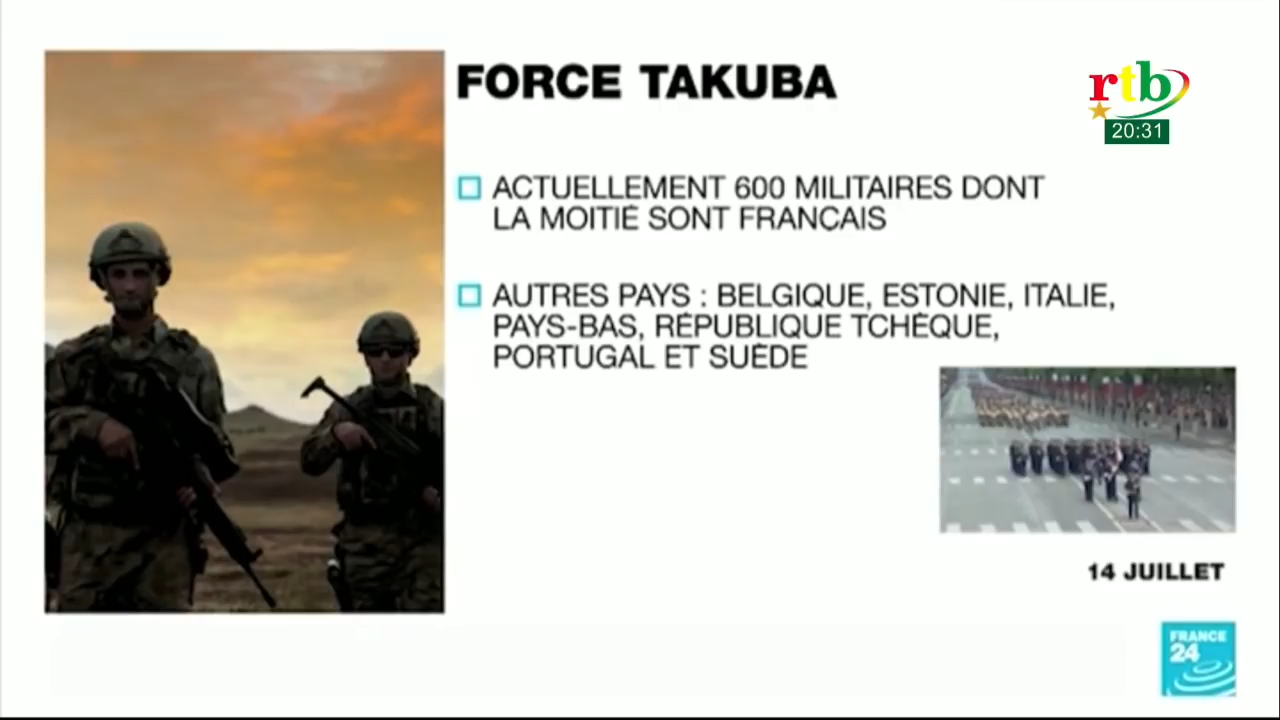 FORCE TAKUBA
rtb
20:31
ACTUELLEMENT 600 MILITAIRES DONT
LA MOITIÉ SONT FRANÇAIS
AUTRES PAYS : BELGIQUE, ESTONIE, ITALIE,
PAYS-BAS, RÉPUBLIQUE TCHÈQUE,
PORTUGAL ET SUÈDE
14 JUILLET
FRANCE
24